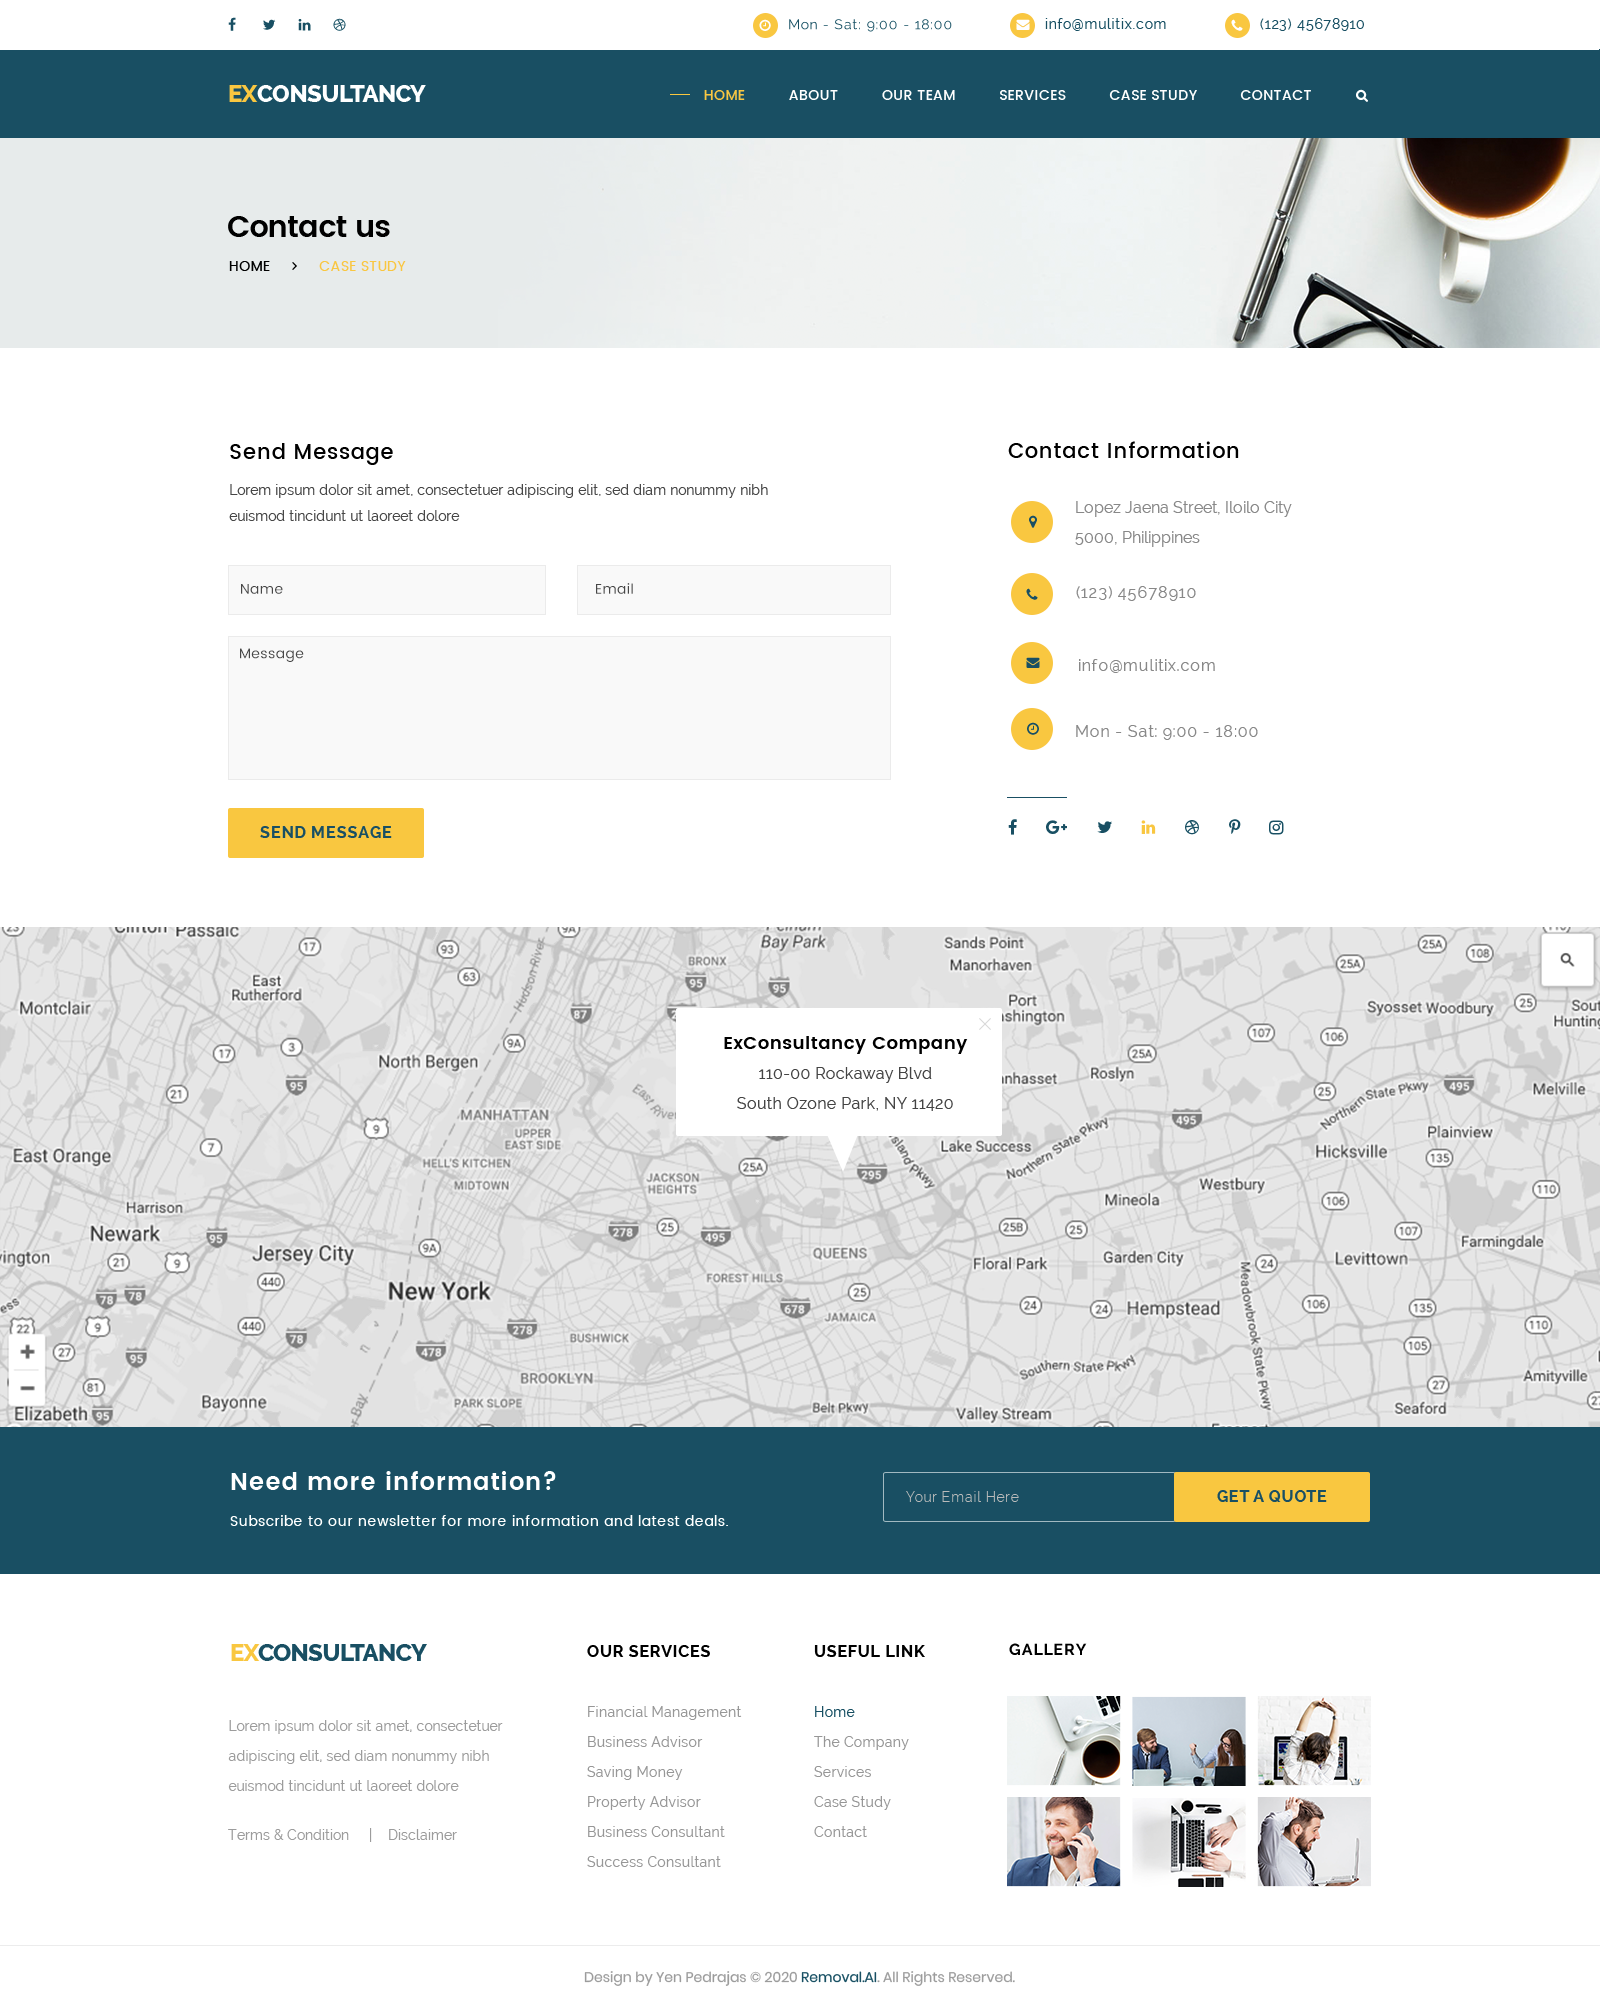 Mon - Sat: 9:00 - 18:00
info@mulitix.com
(123) 45678910
EXCONSULTANCY
HOME
ABOUT
OUR TEAM
SERVICES
CASE STUDY
CONTACT
Contact us
HOME > CASE STUDY
Send Message
Lorem ipsum dolor sit amet, consectetuer adipiscing elit, sed diam nonummy nibh
euismod tincidunt ut laoreet dolore
Name
Email
Message
SEND MESSAGE
Contact Information
Lopez Jaena Street, Iloilo City
5000, Philippines
(123) 45678910
info@mulitix.com
Mon - Sat: 9:00 - 18:00
Clifton
Passaic
Pelham
Bay Park
Sands Point
Manorhaven
BRONX
East
Rutherford
Hudson River
Montclair
Port
Syosset
Woodbury
North Bergen
Roslyn
Melville
ExConsultancy Company
110-00 Rockaway Blvd
South Ozone Park, NY 11420
MANHATTAN
UPPER
EAST SIDE
East River
Northern State Pkwy
Plainview
East Orange
HELL'S KITCHEN
MIDTOWN
JACKSON
HEIGHTS
Lake Success
Northern State Pkwy
Hicksville
Westbury
Mineola
Harrison
Newark
Jersey City
QUEENS
Floral Park
Garden City
Levittown
Farmingdale
New York
FOREST HILLS
JAMAICA
Hempstead
Meadowbrook State Pkwy
BUSHWICK
BROOKLYN
Southern State Pkwy
Amityville
Elizabeth
Bayonne
PARK SLOPE
Belt Pkwy
Valley Stream
Seaford
Need more information?
Subscribe to our newsletter for more information and latest deals.
Your Email Here
GET A QUOTE
EXCONSULTANCY
Lorem ipsum dolor sit amet, consectetuer
adipiscing elit, sed diam nonummy nibh
euismod tincidunt ut laoreet dolore
Terms & Condition | Disclaimer
OUR SERVICES
Financial Management
Business Advisor
Saving Money
Property Advisor
Business Consultant
Success Consultant
USEFUL LINK
Home
The Company
Services
Case Study
Contact
GALLERY
Design by Yen Pedrajas © 2020 Removal.AI. All Rights Reserved.